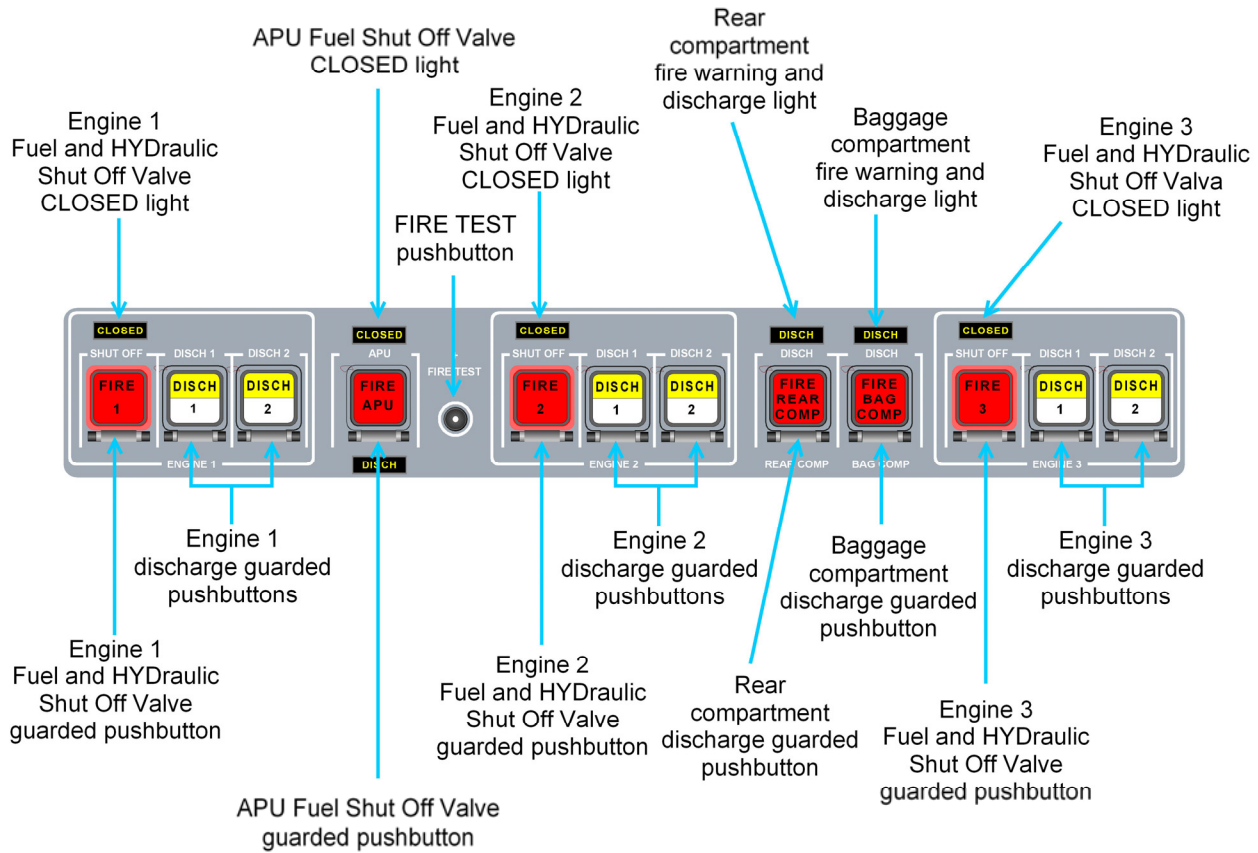 APU Fuel Shut Off Valve
CLOSED light
Rear
compartment
fire warning and
discharge light
Engine 1
Fuel and HYDraulic
Shut Off Valve
CLOSED light
Engine 2
Fuel and HYDraulic
Shut Off Valve
CLOSED light
Baggage
compartment
fire warning and
discharge light
Engine 3
Fuel and HYDraulic
Shut Off Valva
CLOSED light
FIRE TEST
pushbutton
CLOSED
SHUT OFF
DISCH 1
DISCH 2
FIRE
1
DISCH
1
DISCH
2
ENGINE 1
CLOSED
APU
FIRE
APU
DISCH
FIRE TEST
CLOSED
SHUT OFF
DISCH 1
DISCH 2
FIRE
2
DISCH
1
DISCH
2
ENGINE 2
DISCH
DISCH
FIRE
REAR
COMP
REAR COMP
DISCH
DISCH
FIRE
BAG
COMP
BAG COMP
CLOSED
SHUT OFF
DISCH 1
DISCH 2
FIRE
3
DISCH
1
DISCH
2
ENGINE 3
Engine 1
discharge guarded
pushbuttons
Engine 2
discharge guarded
pushbuttons
Baggage
compartment
discharge guarded
pushbutton
Engine 3
discharge guarded
pushbuttons
Engine 1
Fuel and HYDraulic
Shut Off Valve
guarded pushbutton
Engine 2
Fuel and HYDraulic
Shut Off Valve
guarded pushbutton
Rear
compartment
discharge guarded
pushbutton
Engine 3
Fuel and HYDraulic
Shut Off Valve
guarded pushbutton
APU Fuel Shut Off Valve
guarded pushbutton